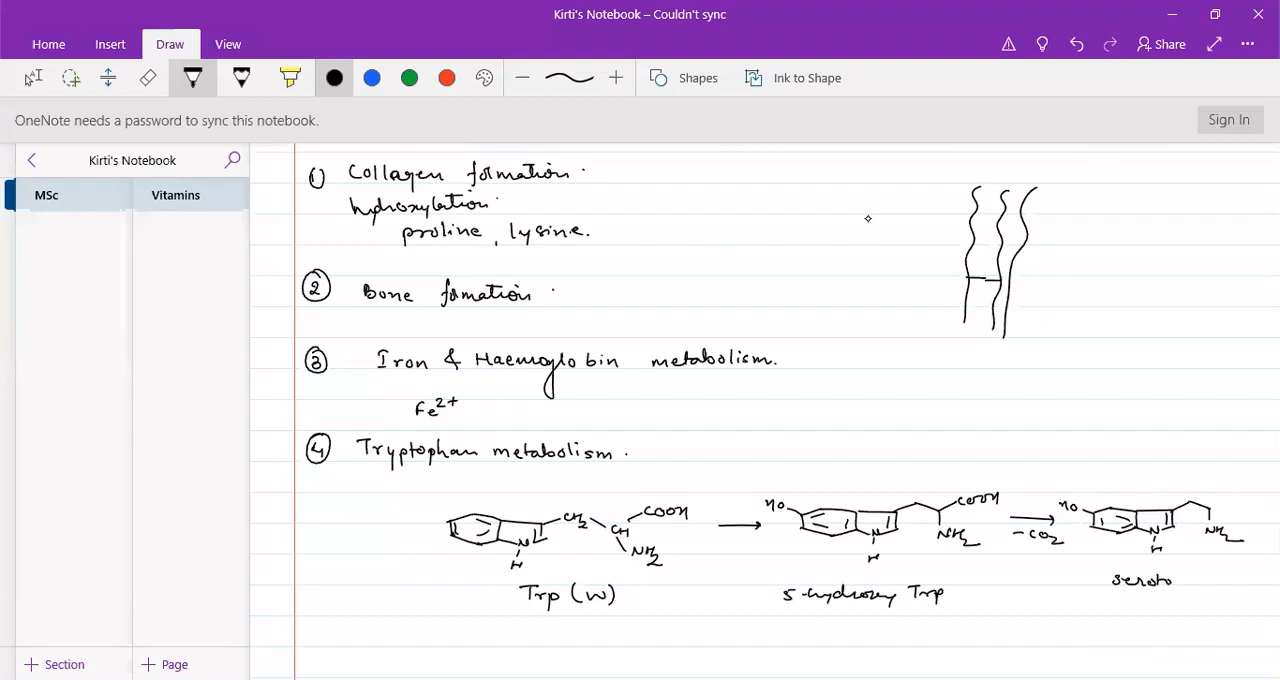 Kirti's Notebook – Couldn't sync
Home Insert Draw View
Share
Shapes Ink to Shape
OneNote needs a password to sync this notebook.
Sign In
Kirti's Notebook
MSc Vitamins
1) Collagen formation.
hydroxylation.
proline, lysine.
2 Bone formation.
3 Iron & Haemoglobin metabolism.
Fe2+
4 Tryptophan metabolism.
CH2 CH COOH NH2 N H
HO COOH NH2 N H
-CO2
HO NH2 N H
Trp (W)
5-hydroxy Trp
seroto
+ Section + Page